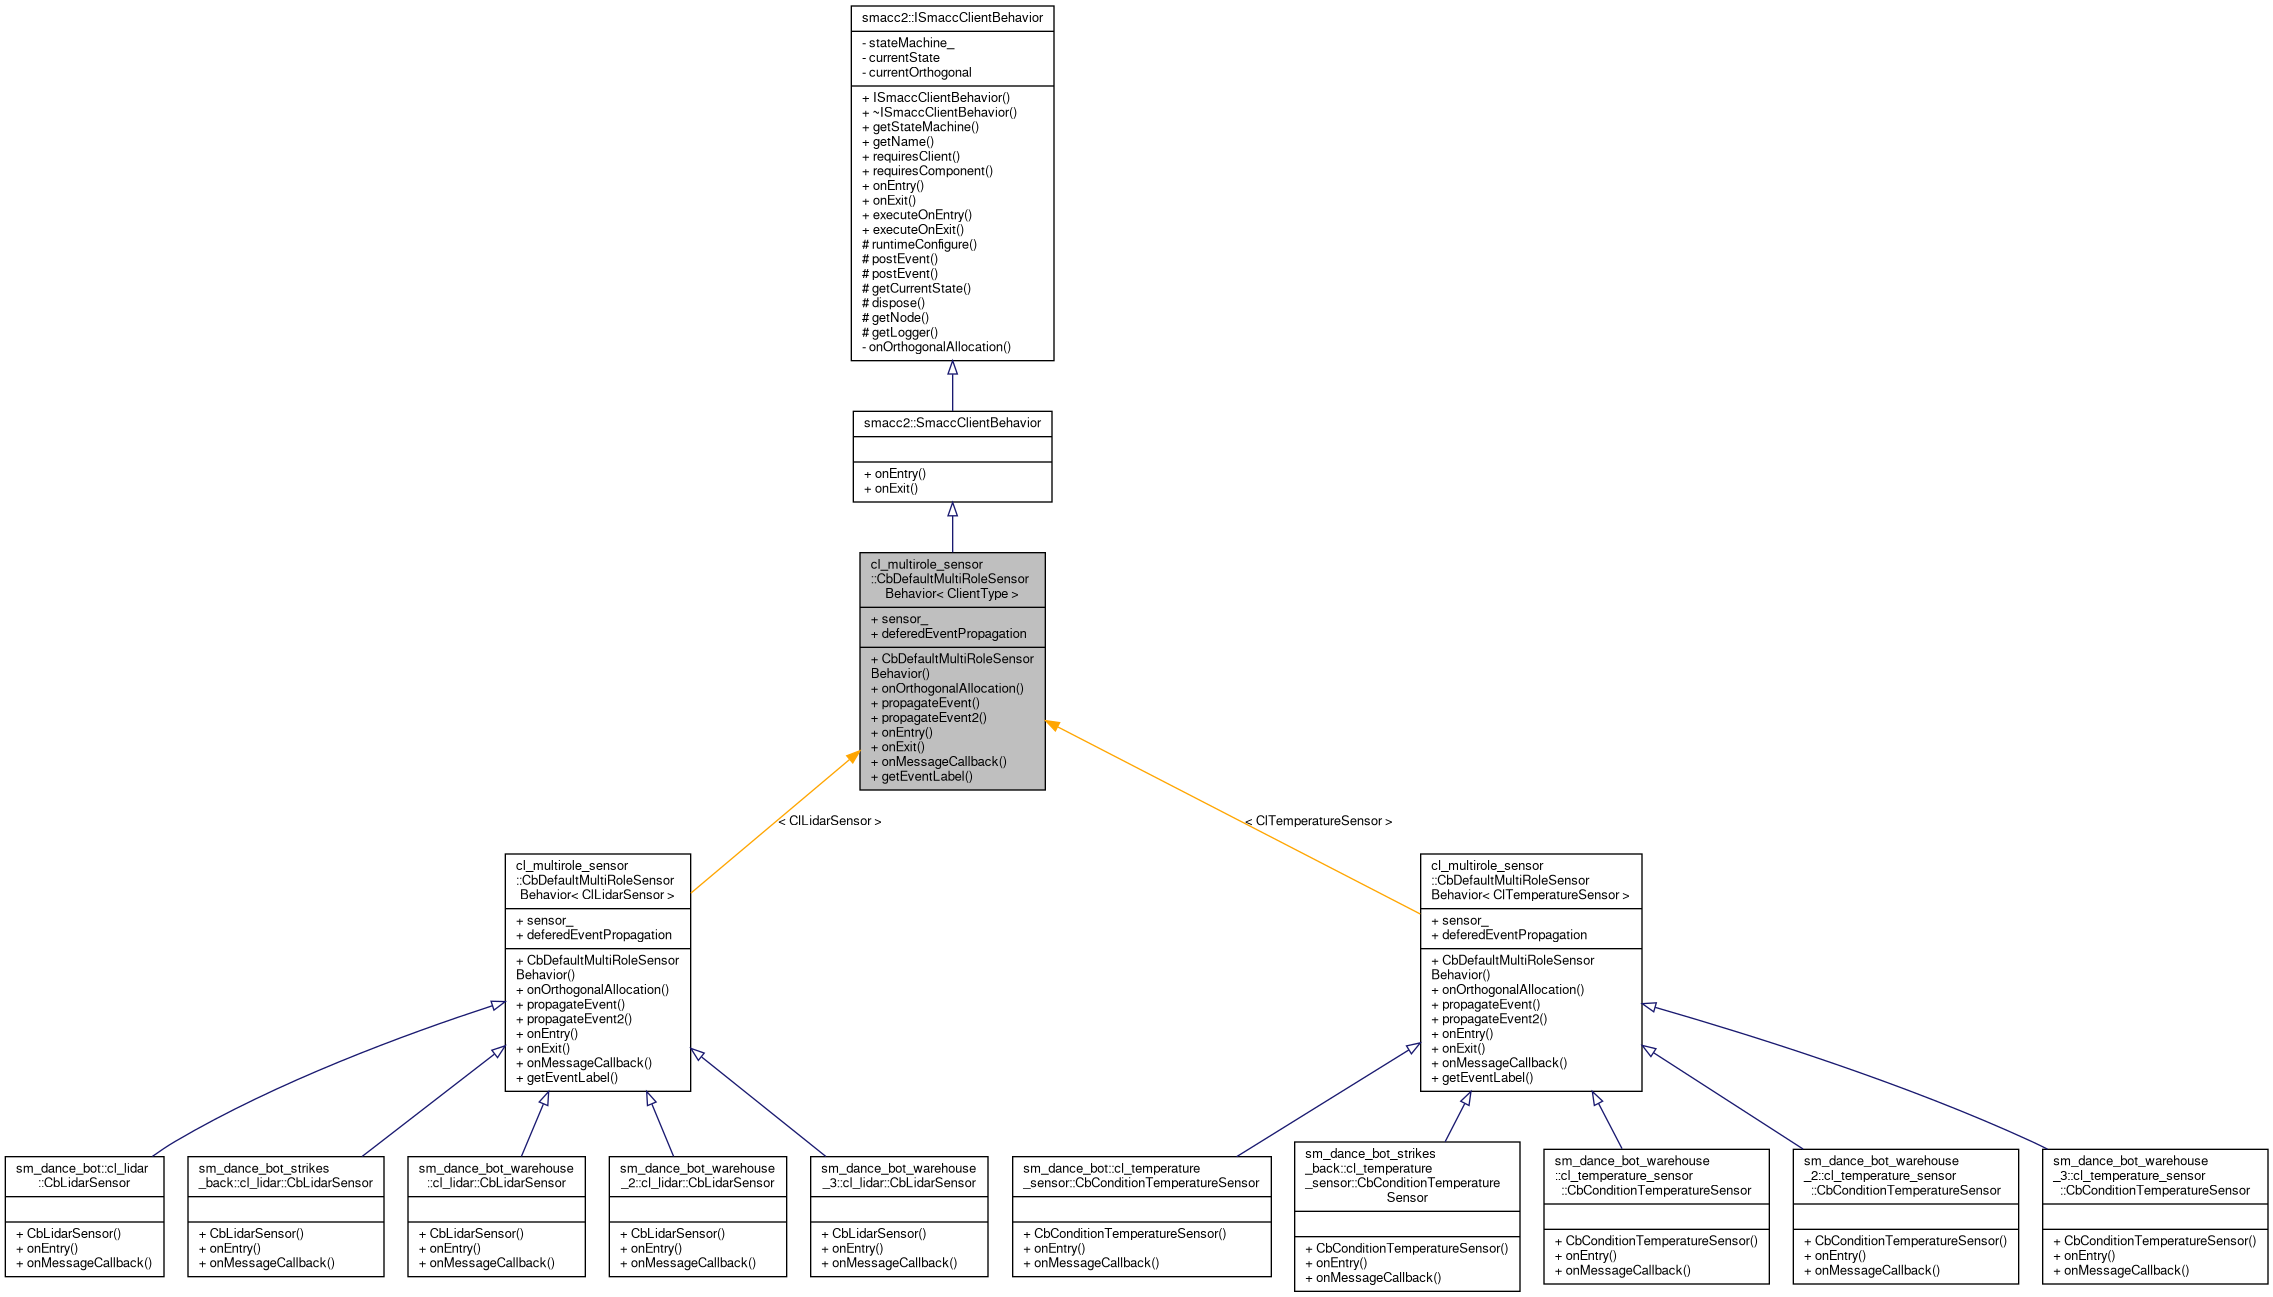 smacc2::ISmaccClientBehavior
- stateMachine_
- currentState
- currentOrthogonal
+ ISmaccClientBehavior()
+ ~ISmaccClientBehavior()
+ getStateMachine()
+ getName()
+ requiresClient()
+ requiresComponent()
+ onEntry()
+ onExit()
+ executeOnEntry()
+ executeOnExit()
# runtimeConfigure()
# postEvent()
# postEvent()
# getCurrentState()
# dispose()
# getNode()
# getLogger()
- onOrthogonalAllocation()
smacc2::SmaccClientBehavior
+ onEntry()
+ onExit()
cl_multirole_sensor
::CbDefaultMultiRoleSensor
Behavior< ClientType >
+ sensor_
+ deferedEventPropagation
+ CbDefaultMultiRoleSensor
Behavior()
+ onOrthogonalAllocation()
+ propagateEvent()
+ propagateEvent2()
+ onEntry()
+ onExit()
+ onMessageCallback()
+ getEventLabel()
< ClLidarSensor >
< ClTemperatureSensor >
cl_multirole_sensor
::CbDefaultMultiRoleSensor
Behavior< ClLidarSensor >
+ sensor_
+ deferedEventPropagation
+ CbDefaultMultiRoleSensor
Behavior()
+ onOrthogonalAllocation()
+ propagateEvent()
+ propagateEvent2()
+ onEntry()
+ onExit()
+ onMessageCallback()
+ getEventLabel()
cl_multirole_sensor
::CbDefaultMultiRoleSensor
Behavior< ClTemperatureSensor >
+ sensor_
+ deferedEventPropagation
+ CbDefaultMultiRoleSensor
Behavior()
+ onOrthogonalAllocation()
+ propagateEvent()
+ propagateEvent2()
+ onEntry()
+ onExit()
+ onMessageCallback()
+ getEventLabel()
sm_dance_bot::cl_lidar
::CbLidarSensor
+ CbLidarSensor()
+ onEntry()
+ onMessageCallback()
sm_dance_bot_strikes
_back::cl_lidar::CbLidarSensor
+ CbLidarSensor()
+ onEntry()
+ onMessageCallback()
sm_dance_bot_warehouse
::cl_lidar::CbLidarSensor
+ CbLidarSensor()
+ onEntry()
+ onMessageCallback()
sm_dance_bot_warehouse
_2::cl_lidar::CbLidarSensor
+ CbLidarSensor()
+ onEntry()
+ onMessageCallback()
sm_dance_bot_warehouse
_3::cl_lidar::CbLidarSensor
+ CbLidarSensor()
+ onEntry()
+ onMessageCallback()
sm_dance_bot::cl_temperature
_sensor::CbConditionTemperatureSensor
+ CbConditionTemperatureSensor()
+ onEntry()
+ onMessageCallback()
sm_dance_bot_strikes
_back::cl_temperature
_sensor::CbConditionTemperature
Sensor
+ CbConditionTemperatureSensor()
+ onEntry()
+ onMessageCallback()
sm_dance_bot_warehouse
::cl_temperature_sensor
::CbConditionTemperatureSensor
+ CbConditionTemperatureSensor()
+ onEntry()
+ onMessageCallback()
sm_dance_bot_warehouse
_2::cl_temperature_sensor
::CbConditionTemperatureSensor
+ CbConditionTemperatureSensor()
+ onEntry()
+ onMessageCallback()
sm_dance_bot_warehouse
_3::cl_temperature_sensor
::CbConditionTemperatureSensor
+ CbConditionTemperatureSensor()
+ onEntry()
+ onMessageCallback()